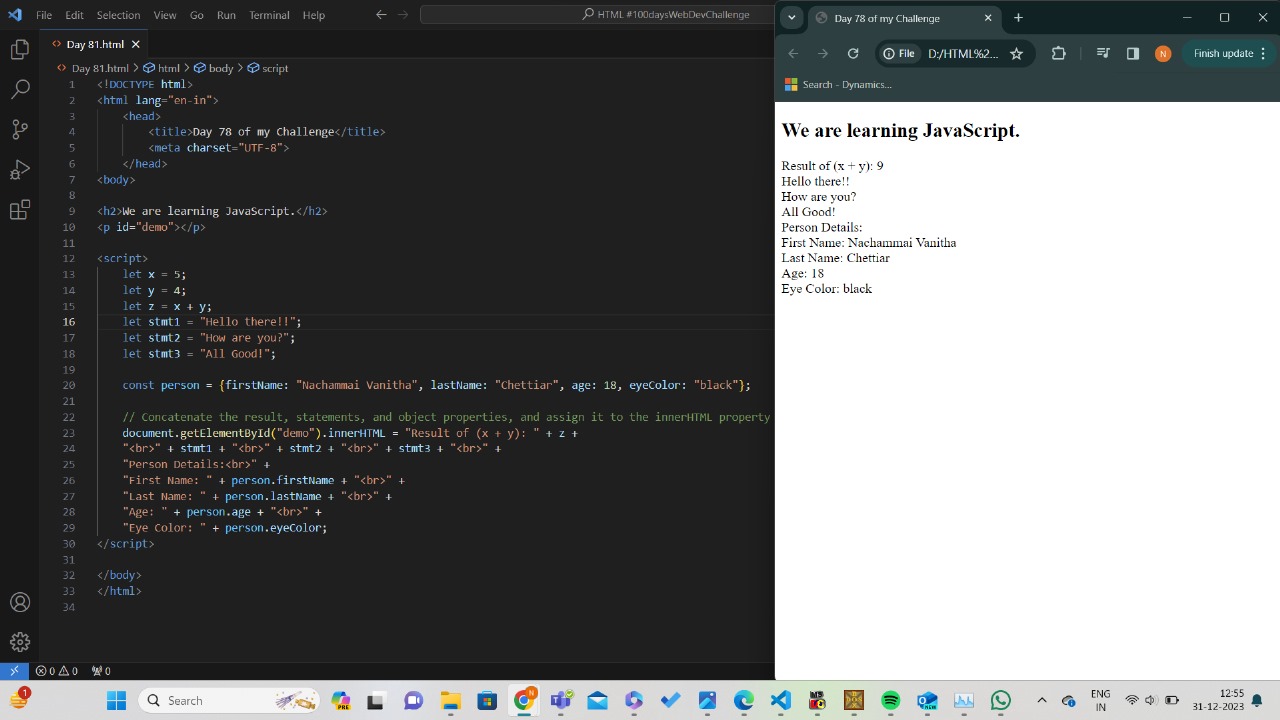 File Edit Selection View Go Run Terminal Help
HTML #100daysWebDevChallenge
Day 81.html
Day 81.html > html > body > script
1 <!DOCTYPE html>
2 <html lang="en-in">
3 <head>
4 <title>Day 78 of my Challenge</title>
5 <meta charset="UTF-8">
6 </head>
7 <body>
8
9 <h2>We are learning JavaScript.</h2>
10 <p id="demo"></p>
11
12 <script>
13 let x = 5;
14 let y = 4;
15 let z = x + y;
16 let stmt1 = "Hello there!!";
17 let stmt2 = "How are you?";
18 let stmt3 = "All Good!";
19
20 const person = {firstName: "Nachammai Vanitha", lastName: "Chettiar", age: 18, eyeColor: "black"};
21
22 // Concatenate the result, statements, and object properties, and assign it to the innerHTML property
23 document.getElementById("demo").innerHTML = "Result of (x + y): " + z +
24 "<br>" + stmt1 + "<br>" + stmt2 + "<br>" + stmt3 + "<br>" +
25 "Person Details:<br>" +
26 "First Name: " + person.firstName + "<br>" +
27 "Last Name: " + person.lastName + "<br>" +
28 "Age: " + person.age + "<br>" +
29 "Eye Color: " + person.eyeColor;
30 </script>
31
32 </body>
33 </html>
34
0 0 0
Day 78 of my Challenge
File D:/HTML%2... N Finish update
Search - Dynamics...
We are learning JavaScript.
Result of (x + y): 9
Hello there!!
How are you?
All Good!
Person Details:
First Name: Nachammai Vanitha
Last Name: Chettiar
Age: 18
Eye Color: black
1
Search
PRE
N
ENG
IN
12:55
31-12-2023